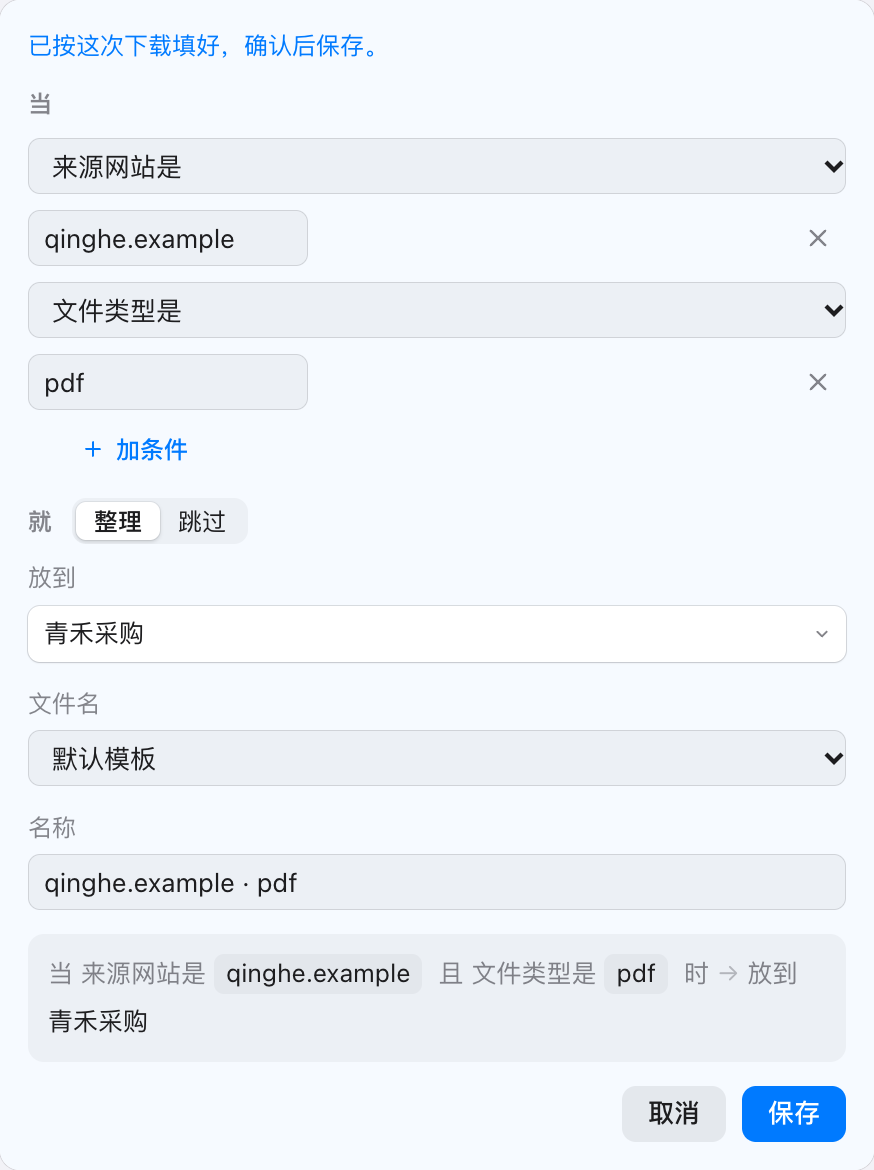 已按这次下载填好，确认后保存。
当
来源网站是
qinghe.example
文件类型是
pdf
+ 加条件
就 整理 跳过
放到
青禾采购
文件名
默认模板
名称
qinghe.example · pdf
当 来源网站是 qinghe.example 且 文件类型是 pdf 时 → 放到
青禾采购
取消 保存